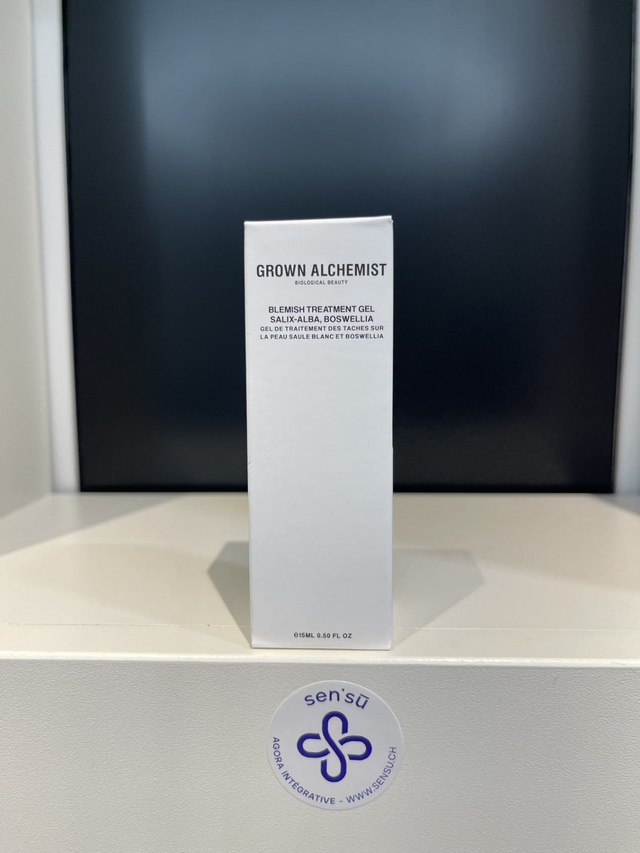 GROWN ALCHEMIST
BIOLOGICAL BEAUTY
BLEMISH TREATMENT GEL
SALIX-ALBA, BOSWELLIA
GEL DE TRAITEMENT DES TACHES SUR
LA PEAU SAULE BLANC ET BOSWELLIA
℮15ML 0.50 FL OZ
sen'sū
AGORA INTÉGRATIVE - WWW.SENSU.CH